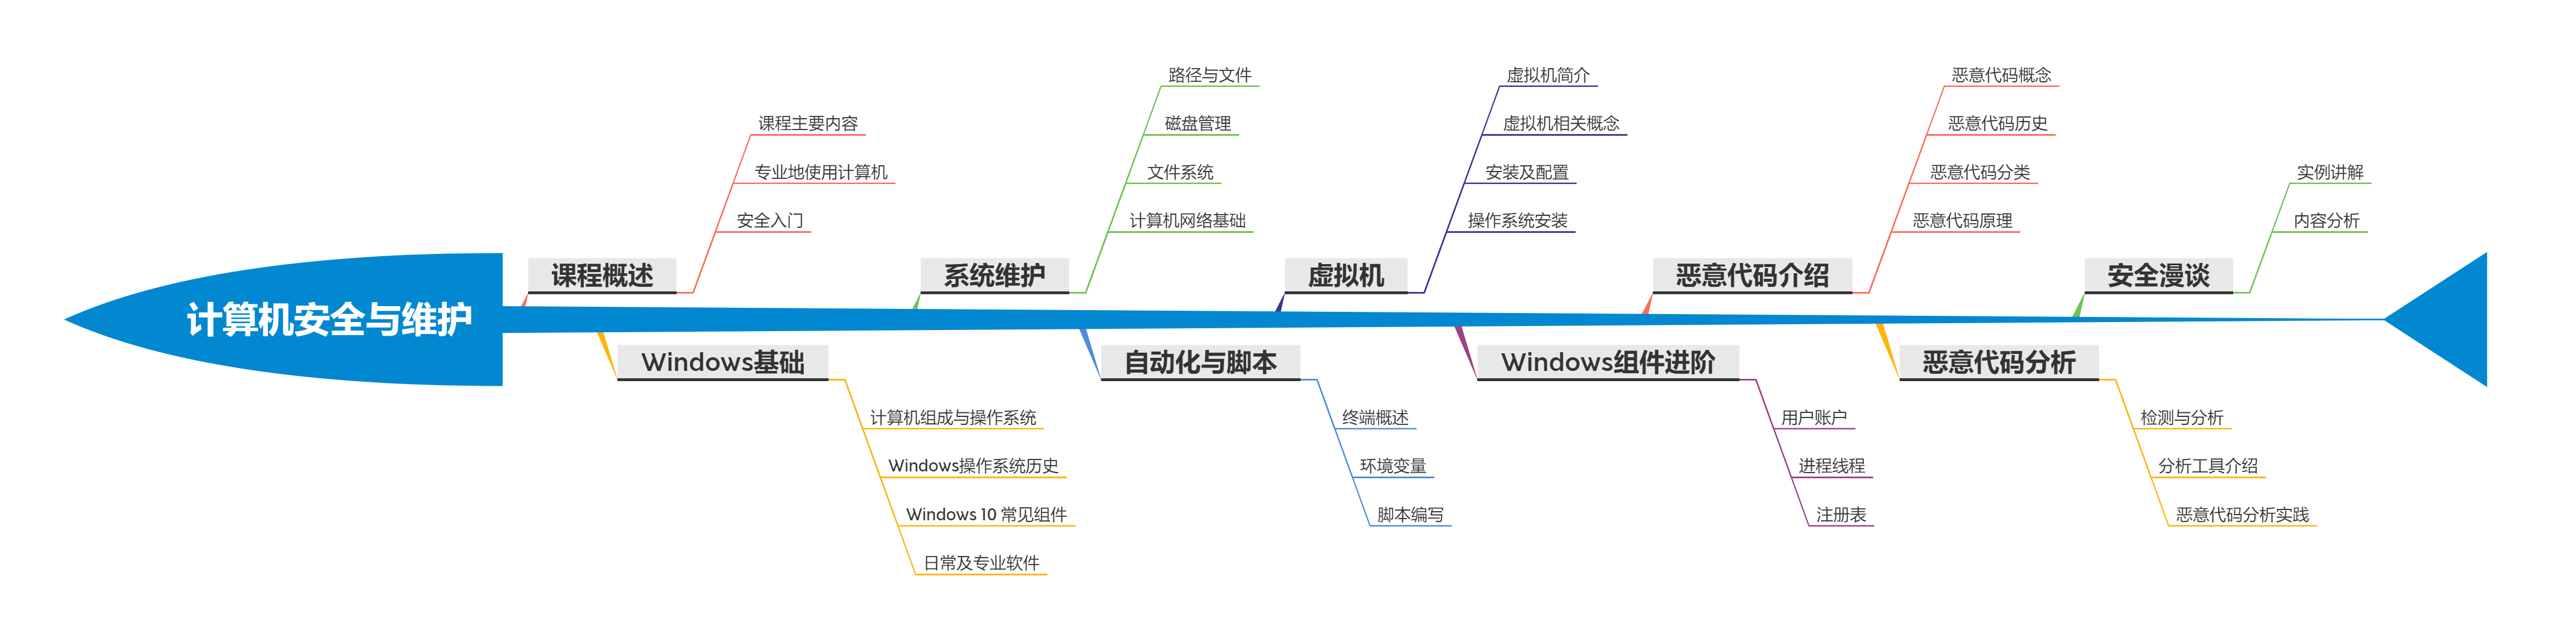 计算机安全与维护
课程概述
课程主要内容
专业地使用计算机
安全入门
Windows基础
计算机组成与操作系统
Windows操作系统历史
Windows 10 常见组件
日常及专业软件
系统维护
路径与文件
磁盘管理
文件系统
计算机网络基础
自动化与脚本
终端概述
环境变量
脚本编写
虚拟机
虚拟机简介
虚拟机相关概念
安装及配置
操作系统安装
Windows组件进阶
用户账户
进程线程
注册表
恶意代码介绍
恶意代码概念
恶意代码历史
恶意代码分类
恶意代码原理
恶意代码分析
检测与分析
分析工具介绍
恶意代码分析实践
安全漫谈
实例讲解
内容分析